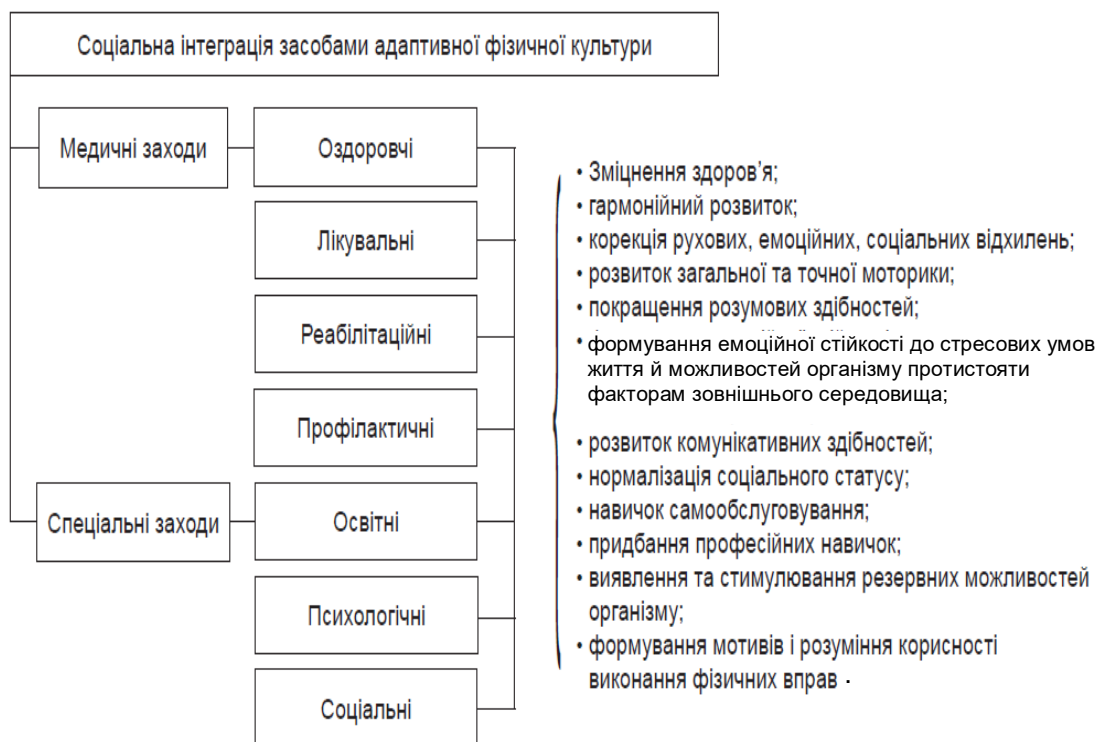 Соціальна інтеграція засобами адаптивної фізичної культури
Медичні заходи
Оздоровчі
Лікувальні
Реабілітаційні
Профілактичні
Спеціальні заходи
Освітні
Психологічні
Соціальні
• Зміцнення здоров’я;
• гармонійний розвиток;
• корекція рухових, емоційних, соціальних відхилень;
• розвиток загальної та точної моторики;
• покращення розумових здібностей;
• формування емоційної стійкості до стресових умов
життя й можливостей організму протистояти
факторам зовнішнього середовища;
• розвиток комунікативних здібностей;
• нормалізація соціального статусу;
• навичок самообслуговування;
• придбання професійних навичок;
• виявлення та стимулювання резервних можливостей
організму;
• формування мотивів і розуміння корисності
виконання фізичних вправ .